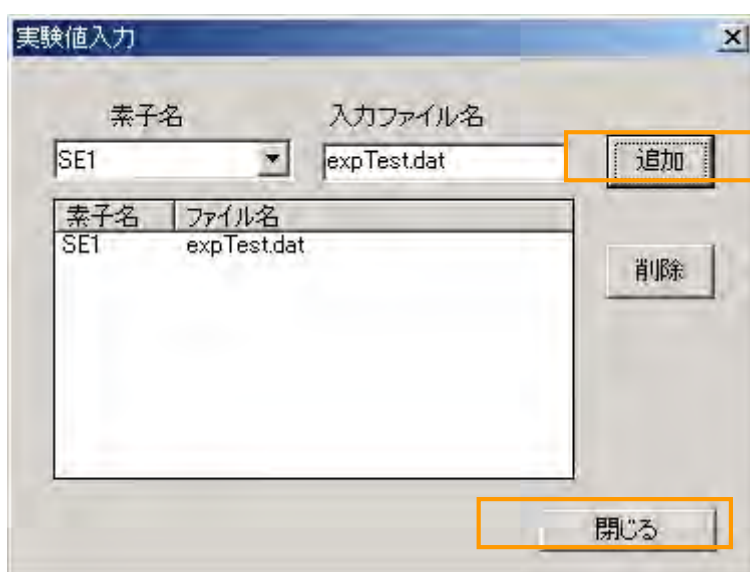 実験値入力
素子名 入力ファイル名
SE1 expTest.dat 追加
素子名 ファイル名
SE1 expTest.dat
削除
閉じる